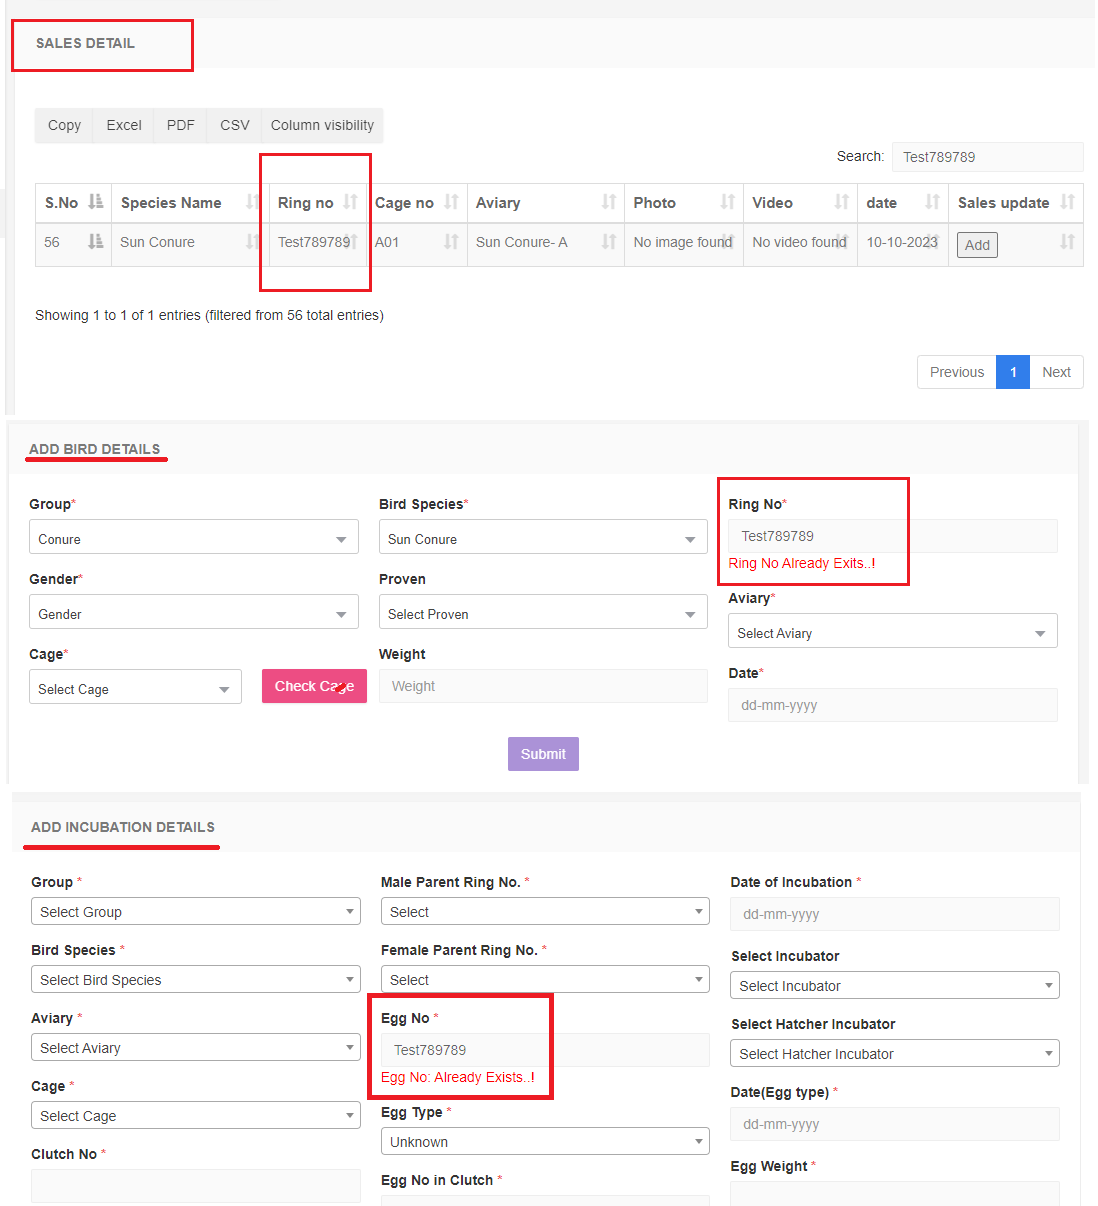 SALES DETAIL
Copy Excel PDF CSV Column visibility
Search: Test789789
S.No Species Name Ring no Cage no Aviary Photo Video date Sales update
56 Sun Conure Test789789 A01 Sun Conure- A No image found No video found 10-10-2023 Add
Showing 1 to 1 of 1 entries (filtered from 56 total entries)
Previous 1 Next
ADD BIRD DETAILS
Group* Bird Species* Ring No*
Conure Sun Conure Test789789
Ring No Already Exits..!
Gender* Proven
Gender Select Proven
Aviary*
Select Aviary
Cage* Weight
Select Cage Check Cage Weight
Date*
dd-mm-yyyy
Submit
ADD INCUBATION DETAILS
Group * Male Parent Ring No. * Date of Incubation *
Select Group Select dd-mm-yyyy
Bird Species * Female Parent Ring No. * Select Incubator
Select Bird Species Select Select Incubator
Aviary * Egg No * Select Hatcher Incubator
Select Aviary Test789789 Select Hatcher Incubator
Egg No: Already Exists..!
Cage * Date(Egg type) *
Select Cage Egg Type * dd-mm-yyyy
Unknown
Clutch No * Egg Weight *
Egg No in Clutch *